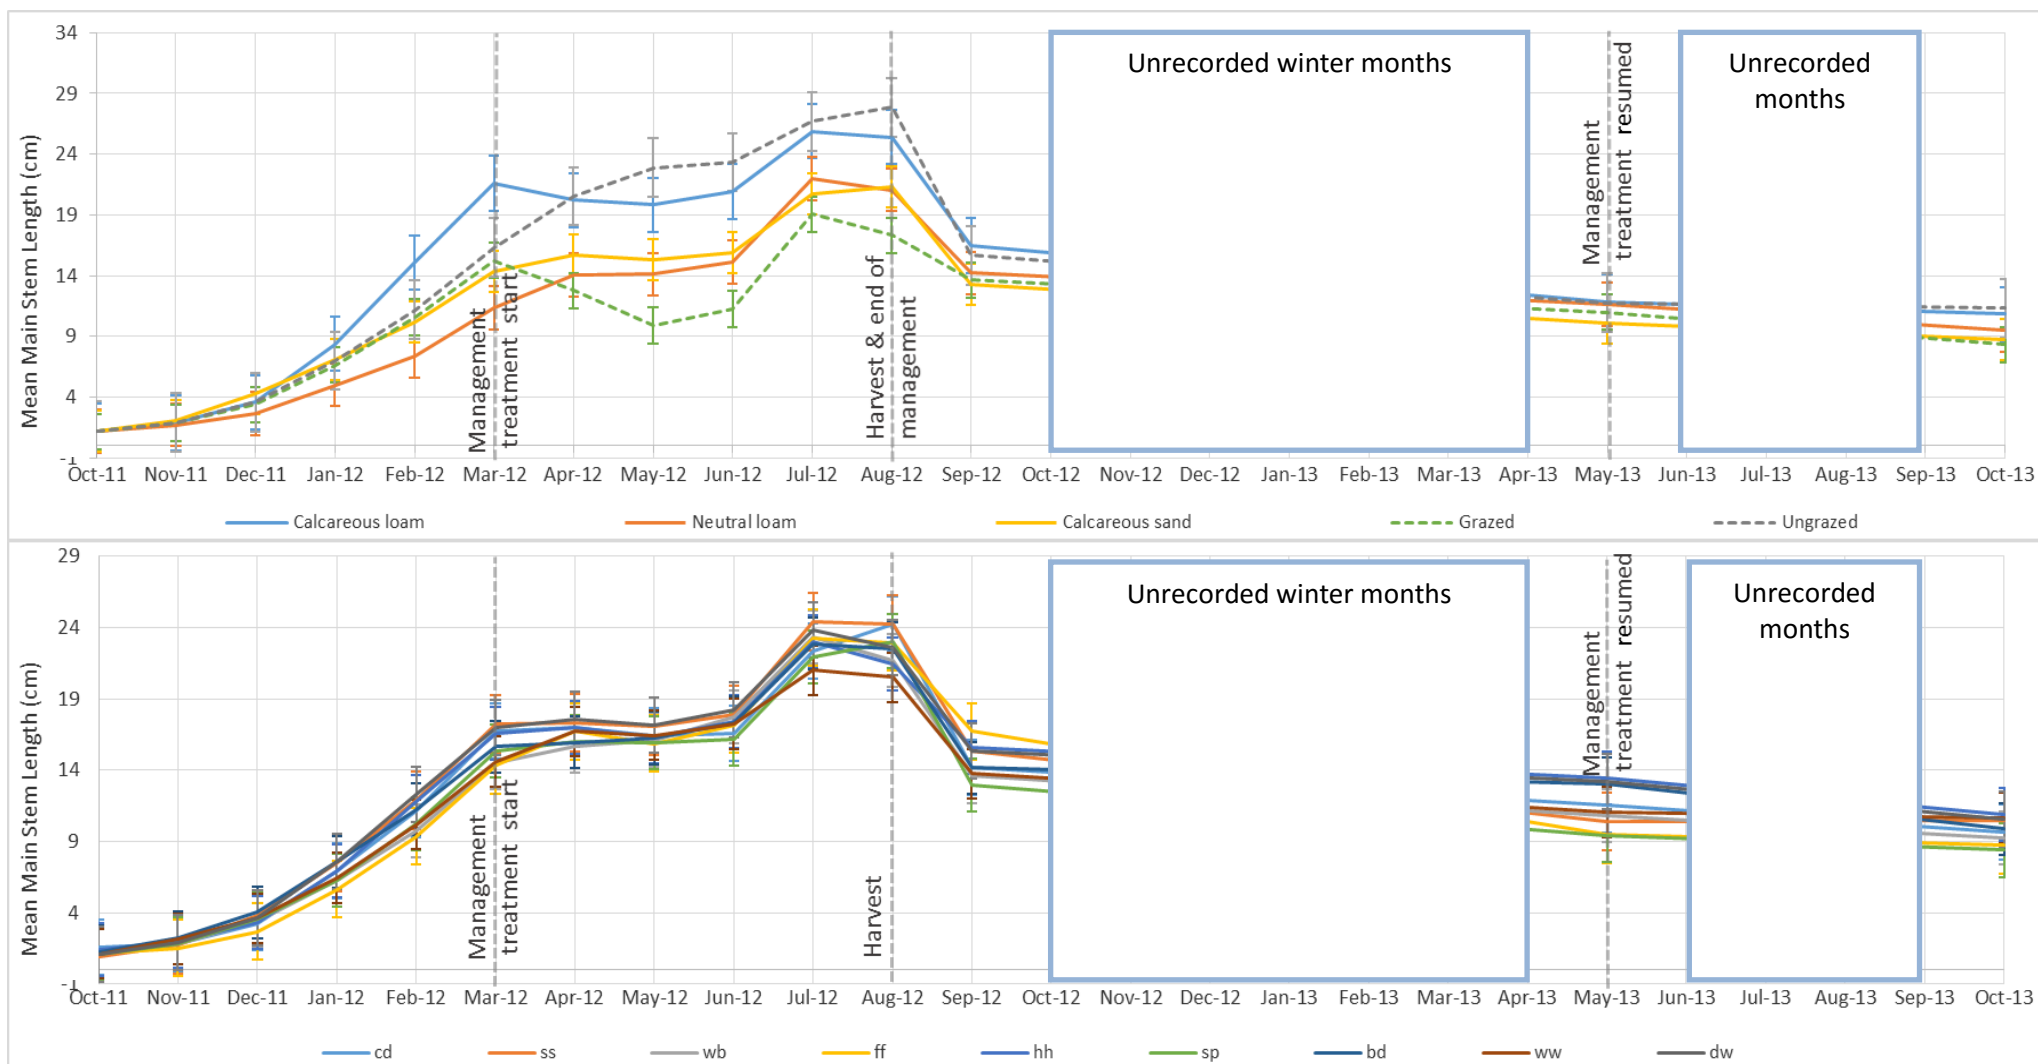 34
29
24
19
14
9
4
-1
Mean Main Stem Length (cm)
Management
treatment start
Harvest & end of
management
Unrecorded winter months
Management
treatment resumed
Unrecorded
months
Oct-11 Nov-11 Dec-11 Jan-12 Feb-12 Mar-12 Apr-12 May-12 Jun-12 Jul-12 Aug-12 Sep-12 Oct-12 Nov-12 Dec-12 Jan-13 Feb-13 Mar-13 Apr-13 May-13 Jun-13 Jul-13 Aug-13 Sep-13 Oct-13
Calcareous loam Neutral loam Calcareous sand Grazed Ungrazed
29
24
19
14
9
4
-1
Mean Main Stem Length (cm)
Management
treatment start
Harvest
Unrecorded winter months
Management
treatment resumed
Unrecorded
months
Oct-11 Nov-11 Dec-11 Jan-12 Feb-12 Mar-12 Apr-12 May-12 Jun-12 Jul-12 Aug-12 Sep-12 Oct-12 Nov-12 Dec-12 Jan-13 Feb-13 Mar-13 Apr-13 May-13 Jun-13 Jul-13 Aug-13 Sep-13 Oct-13
cd ss wb ff hh sp bd ww dw